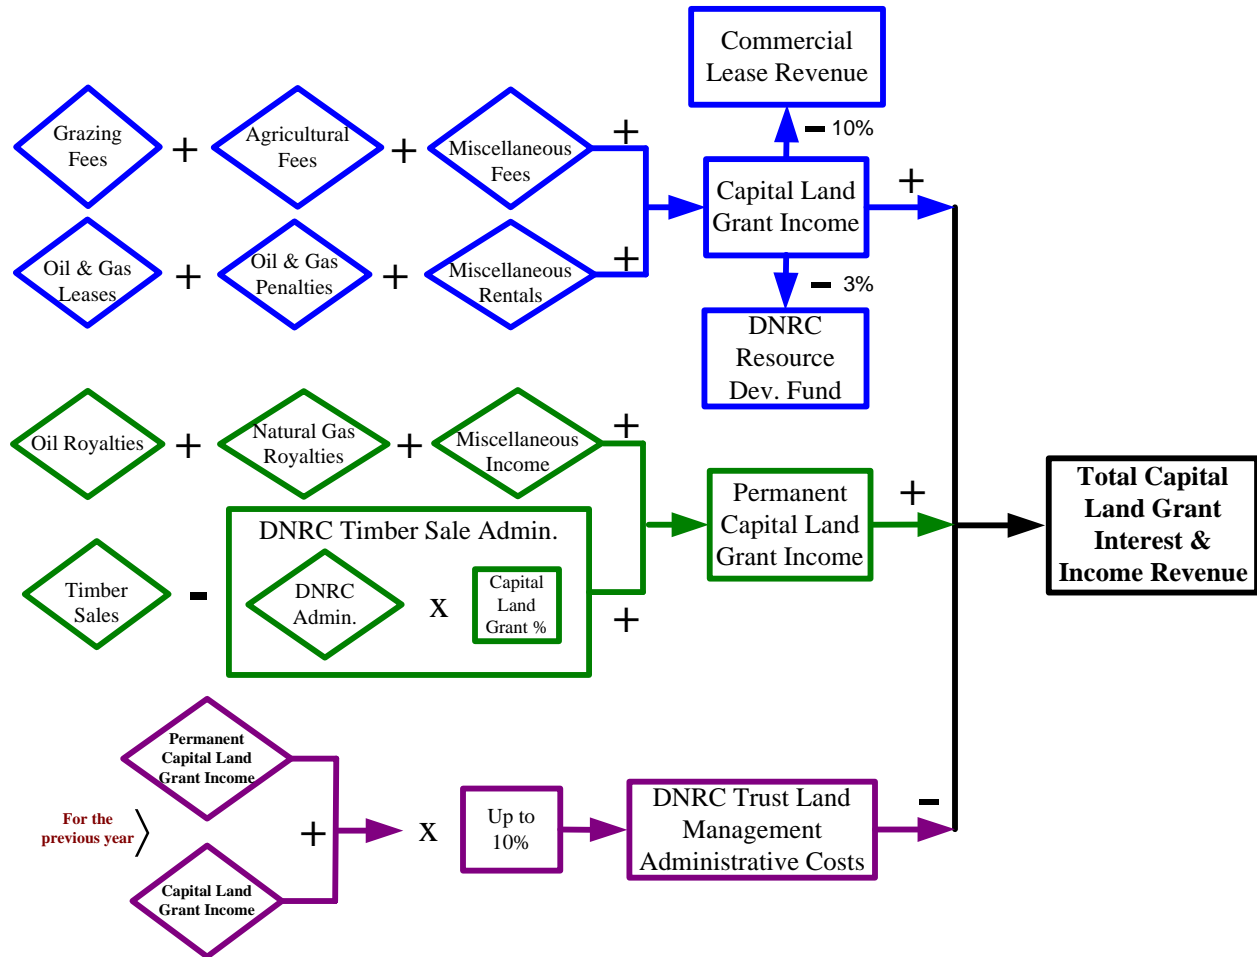 Commercial
Lease Revenue
− 10%
Grazing
Fees
+
Agricultural
Fees
+
Miscellaneous
Fees
+
Capital Land
Grant Income
+
Oil & Gas
Leases
+
Oil & Gas
Penalties
+
Miscellaneous
Rentals
+
− 3%
DNRC
Resource
Dev. Fund
Oil Royalties
+
Natural Gas
Royalties
+
Miscellaneous
Income
+
Permanent
Capital Land
Grant Income
+
Total Capital
Land Grant
Interest &
Income Revenue
Timber
Sales
-
DNRC Timber Sale Admin.
DNRC
Admin.
x
Capital
Land
Grant %
+
Permanent
Capital Land
Grant Income
For the
previous year
〉
+
Capital Land
Grant Income
x
Up to
10%
DNRC Trust Land
Management
Administrative Costs
−